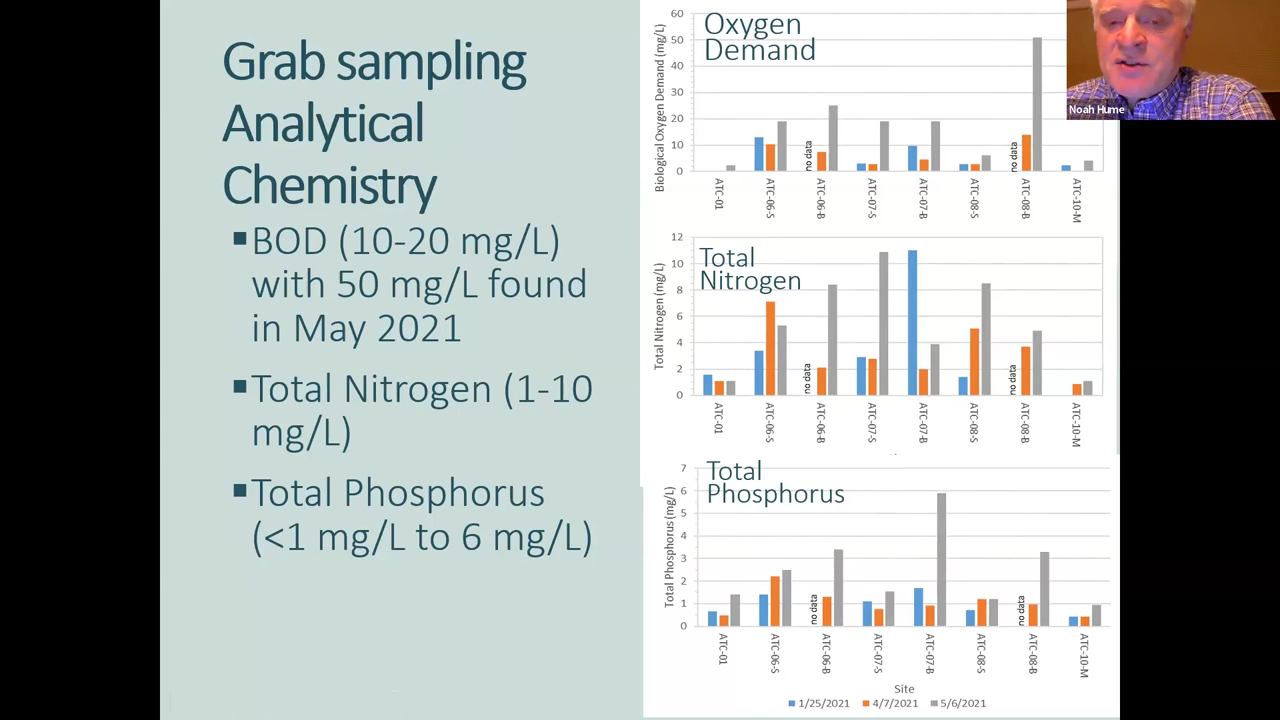 Grab sampling
Analytical
Chemistry
▪BOD (10-20 mg/L)
with 50 mg/L found
in May 2021
▪Total Nitrogen (1-10
mg/L)
▪Total Phosphorus
(<1 mg/L to 6 mg/L)
Oxygen
Demand
Biological Oxygen Demand (mg/L)
60
50
40
30
20
10
0
no data
no data
ATC-01
ATC-06-S
ATC-06-B
ATC-07-S
ATC-07-B
ATC-08-S
ATC-08-B
ATC-10-M
Noah Hume
Total
Nitrogen
Total Nitrogen (mg/L)
12
10
8
6
4
2
0
no data
no data
ATC-01
ATC-06-S
ATC-06-B
ATC-07-S
ATC-07-B
ATC-08-S
ATC-08-B
ATC-10-M
Total
Phosphorus
Total Phosphorus (mg/L)
7
6
5
4
3
2
1
0
no data
no data
ATC-01
ATC-06-S
ATC-06-B
ATC-07-S
ATC-07-B
ATC-08-S
ATC-08-B
ATC-10-M
Site
1/25/2021 4/7/2021 5/6/2021